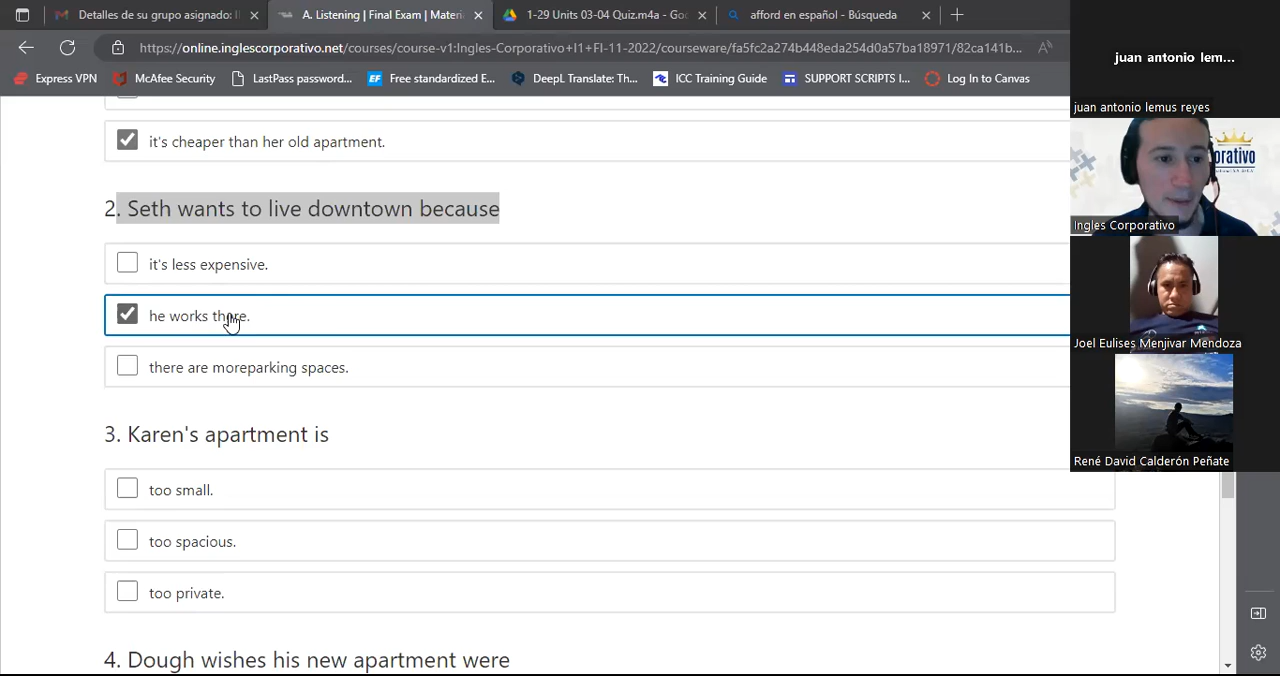 Detalles de su grupo asignado: I
A. Listening | Final Exam | Materi
1-29 Units 03-04 Quiz.m4a - Goo
afford en español - Búsqueda
https://online.inglescorporativo.net/courses/course-v1:Ingles-Corporativo+I1+FI-11-2022/courseware/fa5fc2a274b448eda254d0a57ba18971/82ca141b...
Express VPN
McAfee Security
LastPass password...
Free standardized E...
DeepL Translate: Th...
ICC Training Guide
SUPPORT SCRIPTS I...
Log In to Canvas
it's cheaper than her old apartment.
2. Seth wants to live downtown because
it's less expensive.
he works there.
there are moreparking spaces.
3. Karen's apartment is
too small.
too spacious.
too private.
4. Dough wishes his new apartment were
juan antonio lem...
juan antonio lemus reyes
orativo
Ingles Corporativo
Joel Eulises Menjivar Mendoza
René David Calderón Peñate